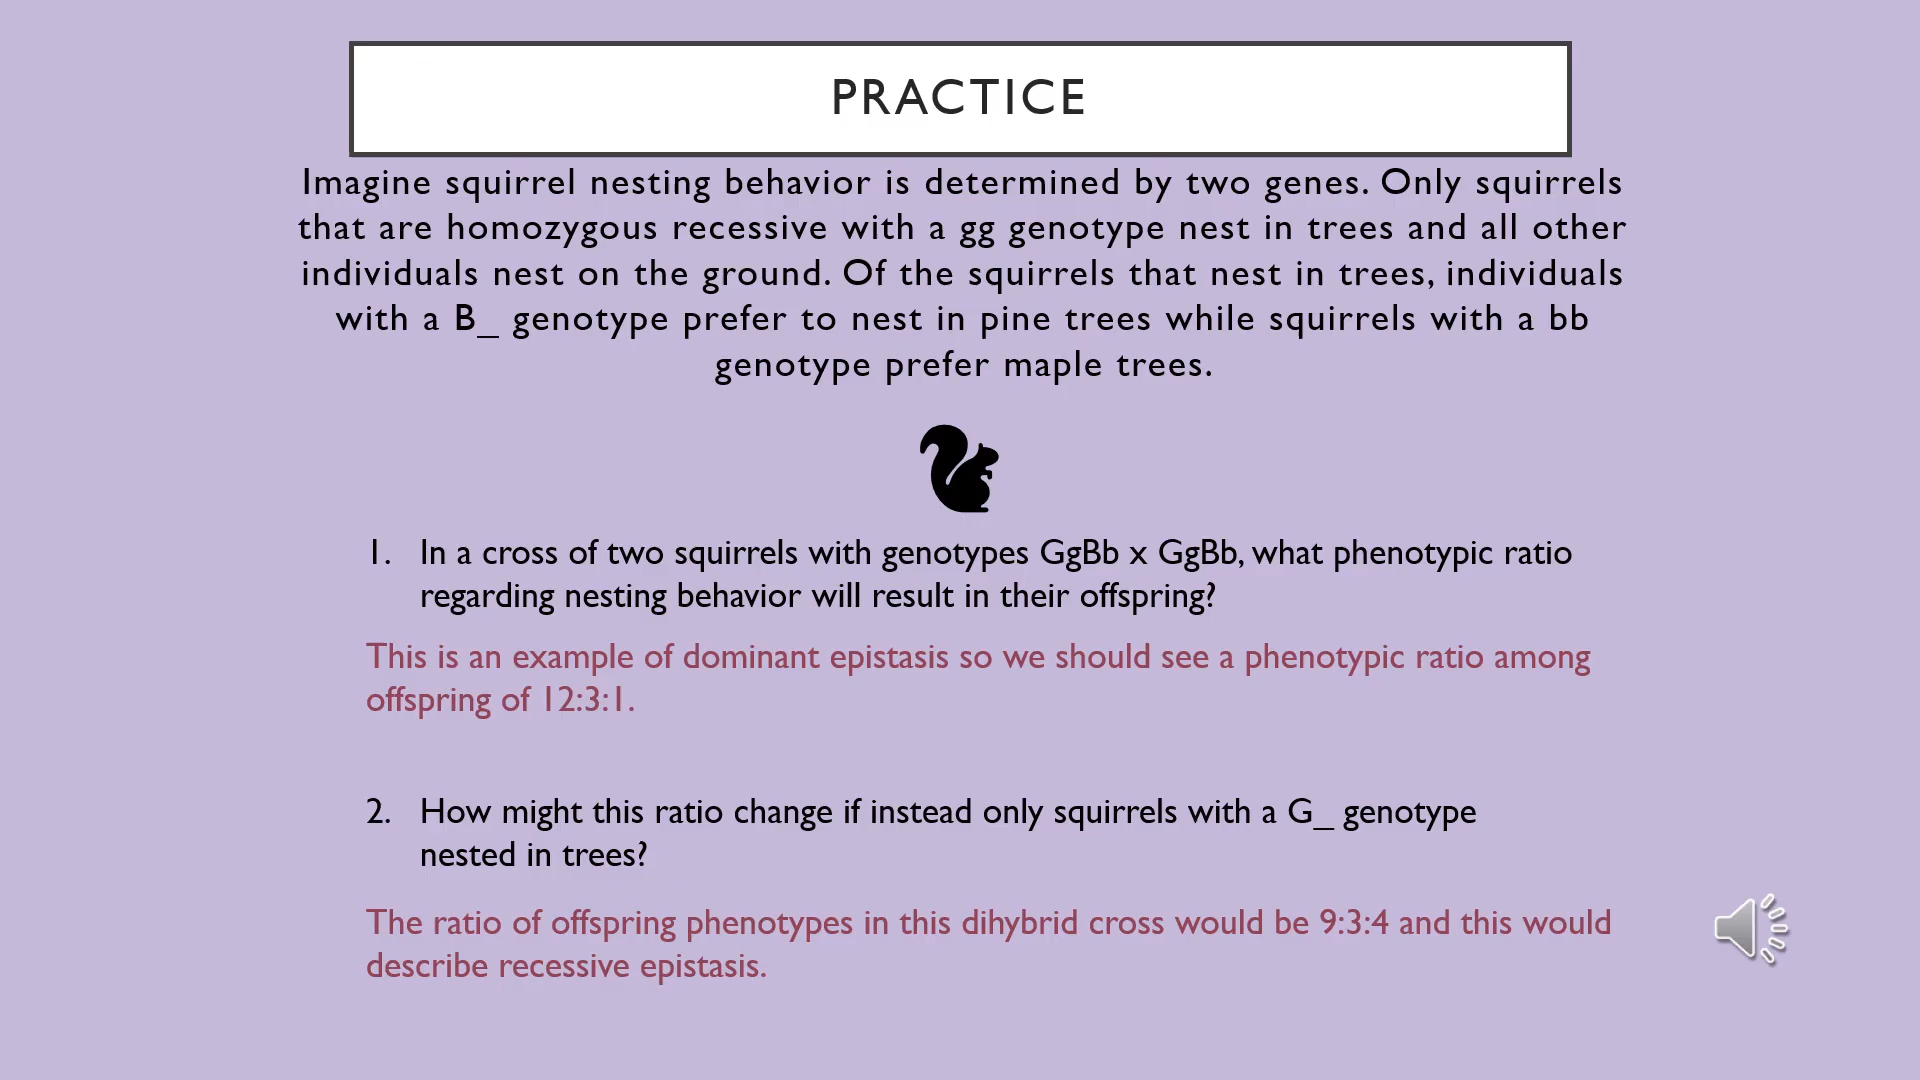 PRACTICE
Imagine squirrel nesting behavior is determined by two genes. Only squirrels
that are homozygous recessive with a gg genotype nest in trees and all other
individuals nest on the ground. Of the squirrels that nest in trees, individuals
with a B_ genotype prefer to nest in pine trees while squirrels with a bb
genotype prefer maple trees.
1. In a cross of two squirrels with genotypes GgBb x GgBb, what phenotypic ratio
regarding nesting behavior will result in their offspring?
This is an example of dominant epistasis so we should see a phenotypic ratio among
offspring of 12:3:1.
2. How might this ratio change if instead only squirrels with a G_ genotype
nested in trees?
The ratio of offspring phenotypes in this dihybrid cross would be 9:3:4 and this would
describe recessive epistasis.